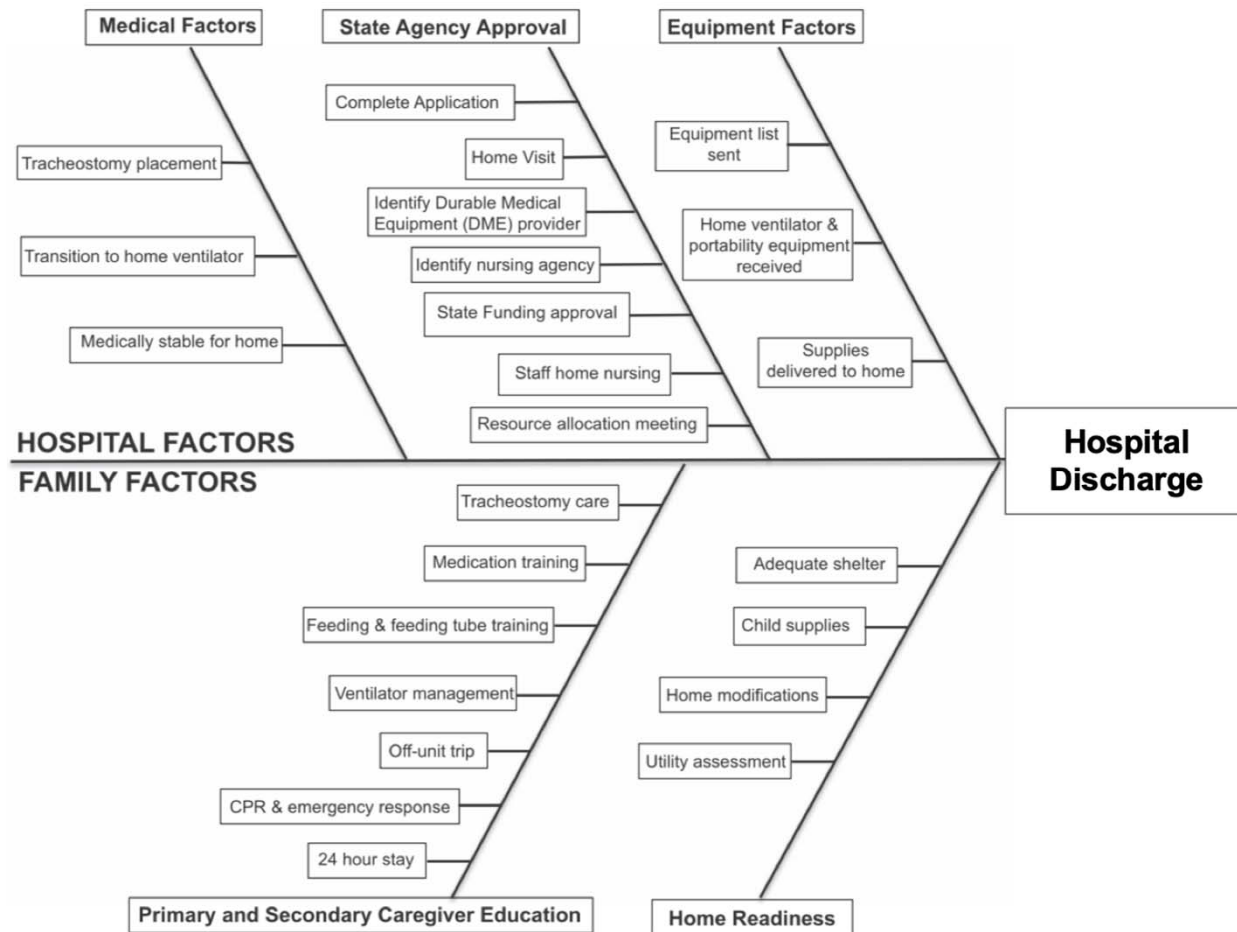 Medical Factors
State Agency Approval
Equipment Factors
Complete Application
Home Visit
Identify Durable Medical
Equipment (DME) provider
Identify nursing agency
State Funding approval
Staff home nursing
Resource allocation meeting
Tracheostomy placement
Transition to home ventilator
Medically stable for home
Equipment list
sent
Home ventilator &
portability equipment
received
Supplies
delivered to home
HOSPITAL FACTORS
FAMILY FACTORS
Hospital
Discharge
Tracheostomy care
Medication training
Feeding & feeding tube training
Ventilator management
Off-unit trip
CPR & emergency response
24 hour stay
Primary and Secondary Caregiver Education
Adequate shelter
Child supplies
Home modifications
Utility assessment
Home Readiness